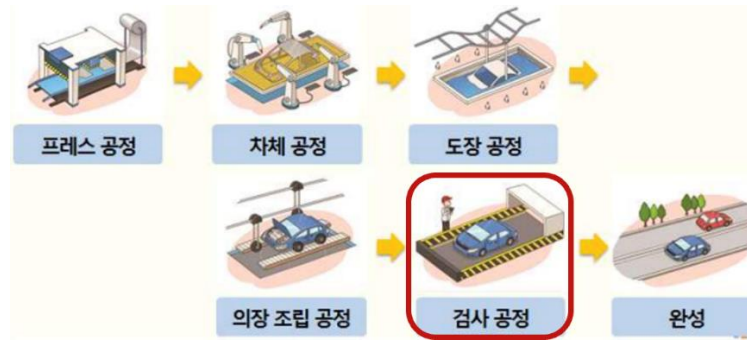 프레스 공정
차체 공정
도장 공정
의장 조립 공정
검사 공정
완성